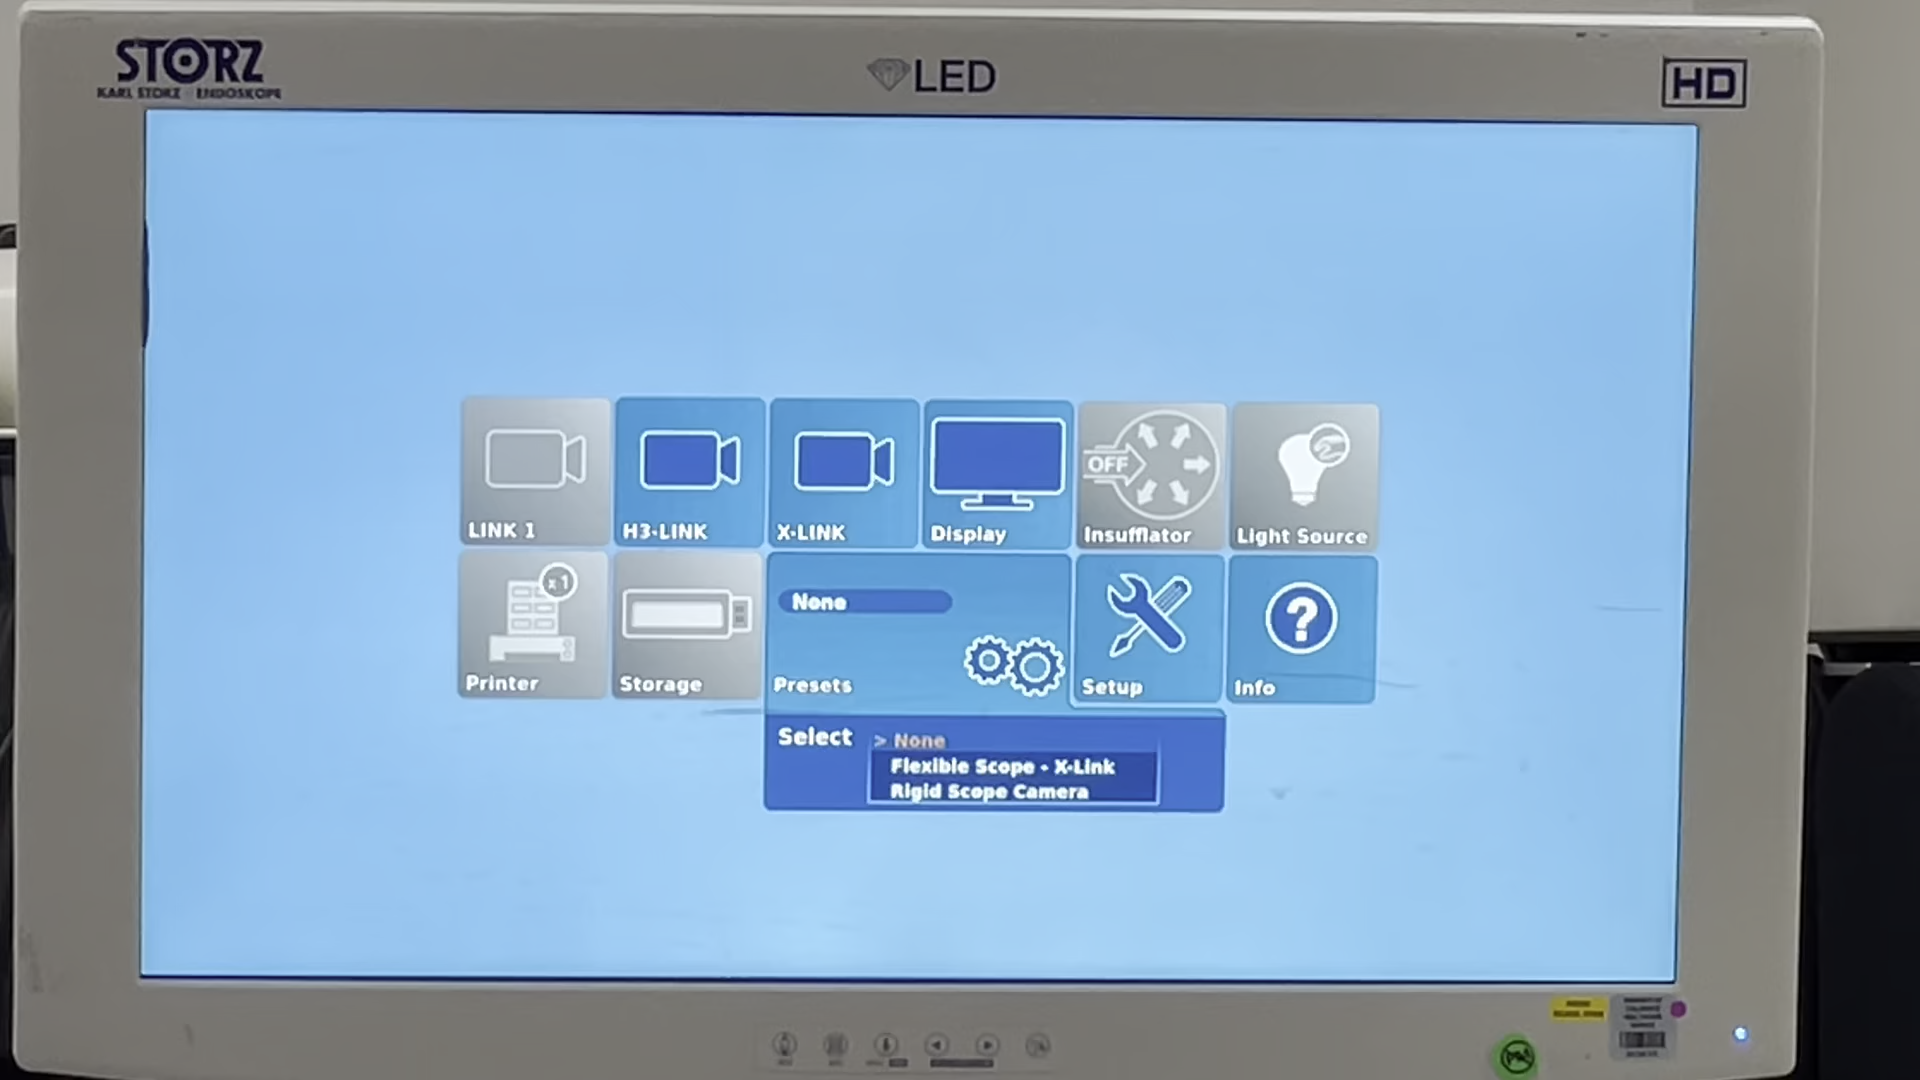 STORZ
KARL STORZ - ENDOSKOPE
LED
HD
LINK 1
H3-LINK
X-LINK
Display
OFF
Insufflator
Light Source
x1
Printer
Storage
None
Presets
Setup
?
Info
Select
> None
Flexible Scope - X-Link
Rigid Scope Camera